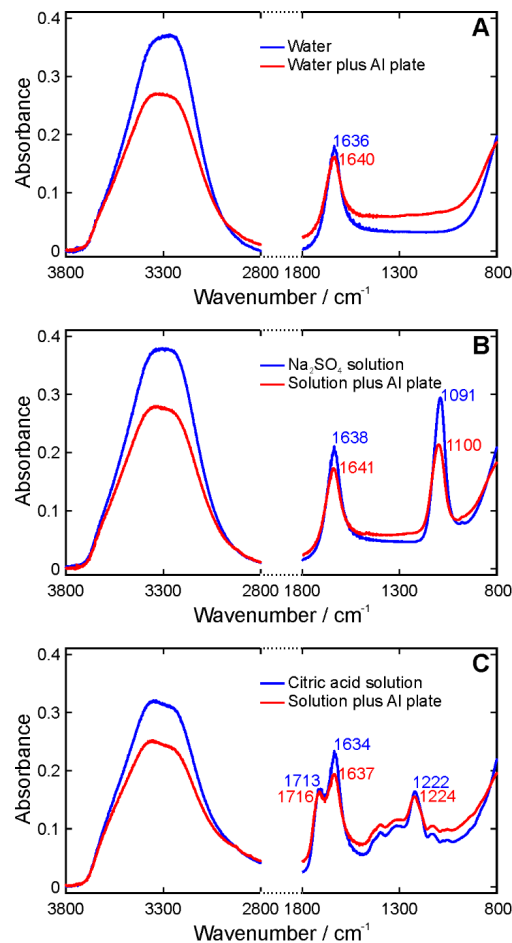 A
Water
Water plus Al plate
1636
1640
0.4
0.3
0.2
0.1
0
Absorbance
3800 3300 2800 1800 1300 800
Wavenumber / cm⁻¹
B
Na₂SO₄ solution
Solution plus Al plate
1091
1638
1100
1641
0.4
0.3
0.2
0.1
0
Absorbance
3800 3300 2800 1800 1300 800
Wavenumber / cm⁻¹
C
Citric acid solution
Solution plus Al plate
1634
1713 1637 1222
1716 1224
0.4
0.3
0.2
0.1
0
Absorbance
3800 3300 2800 1800 1300 800
Wavenumber / cm⁻¹